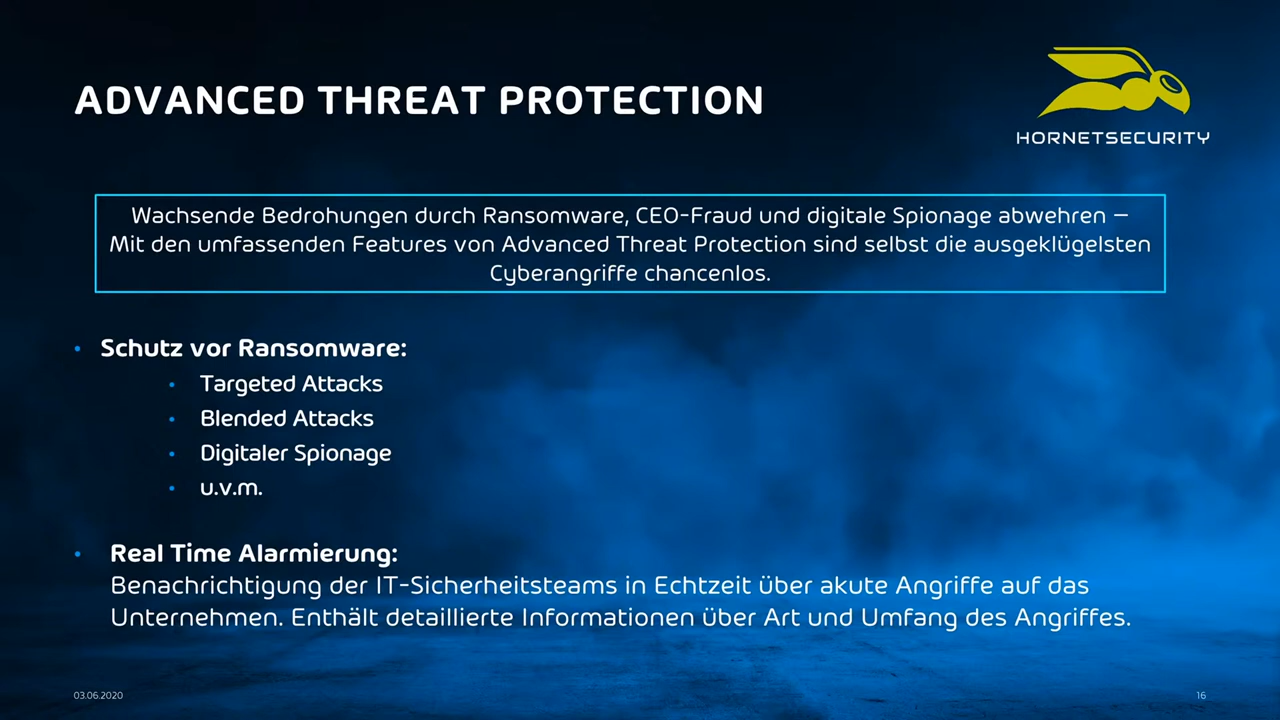 ADVANCED THREAT PROTECTION
HORNETSECURITY
Wachsende Bedrohungen durch Ransomware, CEO-Fraud und digitale Spionage abwehren –
Mit den umfassenden Features von Advanced Threat Protection sind selbst die ausgeklügelsten
Cyberangriffe chancenlos.
• Schutz vor Ransomware:
• Targeted Attacks
• Blended Attacks
• Digitaler Spionage
• u.v.m.
• Real Time Alarmierung:
Benachrichtigung der IT-Sicherheitsteams in Echtzeit über akute Angriffe auf das
Unternehmen. Enthält detaillierte Informationen über Art und Umfang des Angriffes.
03.06.2020
16